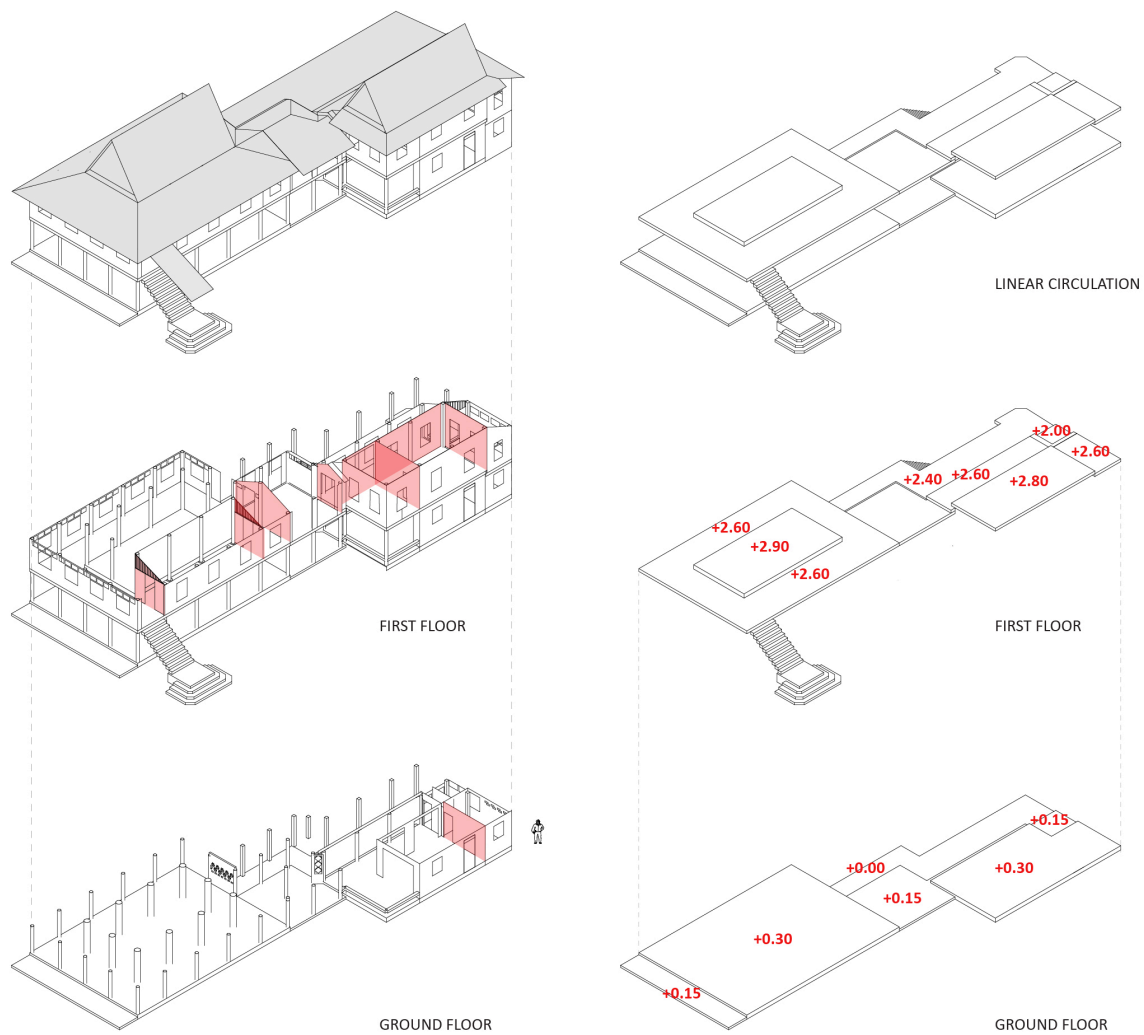 LINEAR CIRCULATION
+2.00
+2.60
+2.40
+2.60
+2.80
+2.60
+2.90
+2.60
FIRST FLOOR
FIRST FLOOR
+0.15
+0.00
+0.30
+0.15
+0.30
+0.15
GROUND FLOOR
GROUND FLOOR